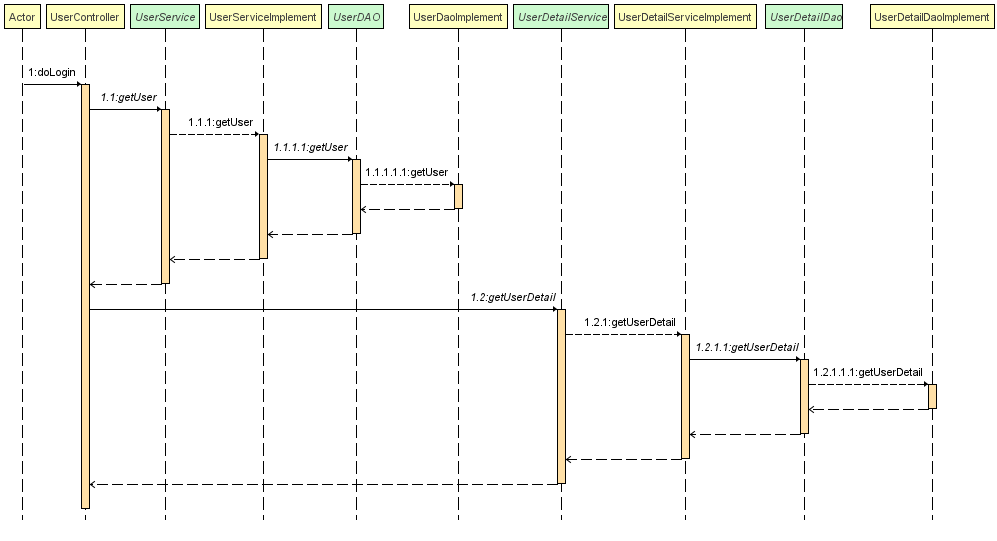 Actor
UserController
UserService
UserServiceImplement
UserDAO
UserDaoImplement
UserDetailService
UserDetailServiceImplement
UserDetailDao
UserDetailDaoImplement
1:doLogin
1.1:getUser
1.1.1:getUser
1.1.1.1:getUser
1.1.1.1.1:getUser
1.2:getUserDetail
1.2.1:getUserDetail
1.2.1.1:getUserDetail
1.2.1.1.1:getUserDetail